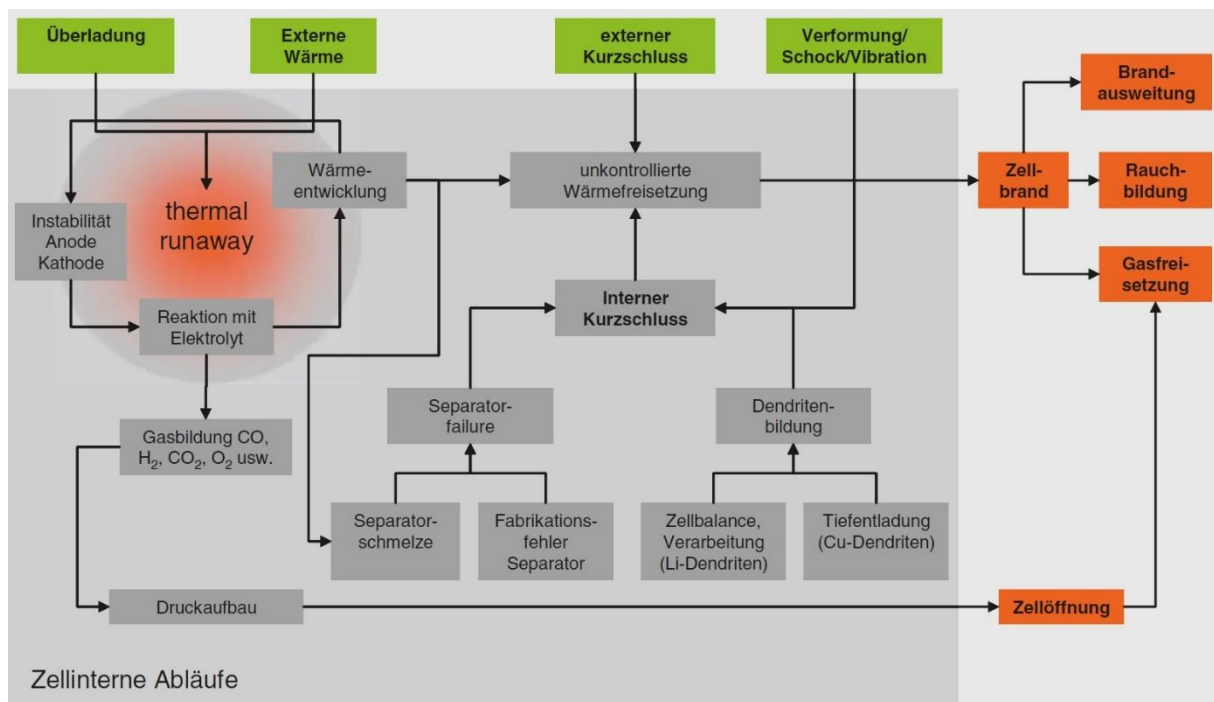 Überladung
Externe
Wärme
externer
Kurzschluss
Verformung/
Schock/Vibration
Brand-
ausweitung
Wärme-
entwicklung
unkontrollierte
Wärmefreisetzung
Zell-
brand
Rauch-
bildung
Instabilität
Anode
Kathode
thermal
runaway
Gasfrei-
setzung
Reaktion mit
Elektrolyt
Interner
Kurzschluss
Separator-
failure
Dendriten-
bildung
Gasbildung CO,
H₂, CO₂, O₂ usw.
Separator-
schmelze
Fabrikations-
fehler
Separator
Zellbalance,
Verarbeitung
(Li-Dendriten)
Tiefentladung
(Cu-Dendriten)
Druckaufbau
Zellöffnung
Zellinterne Abläufe